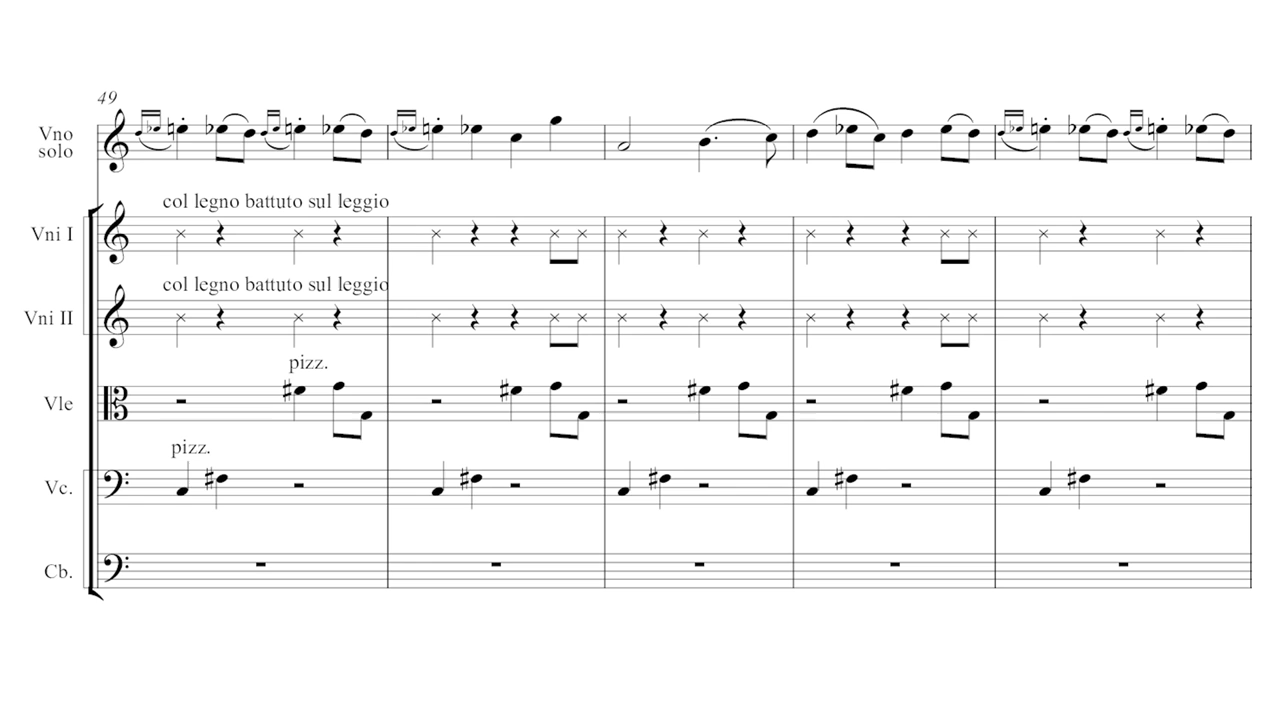 49
Vno
solo
col legno battuto sul leggio
Vni I
col legno battuto sul leggio
Vni II
pizz.
Vle
pizz.
Vc.
Cb.